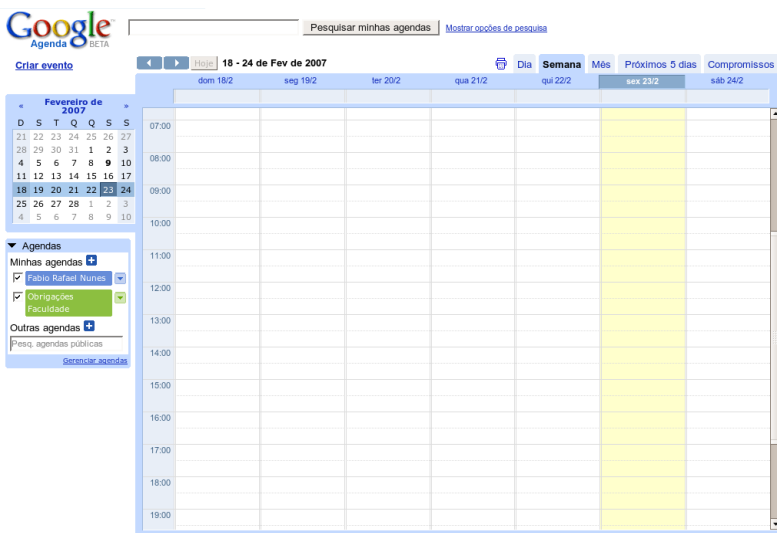 Google
Agenda BETA
Pesquisar minhas agendas
Mostrar opções de pesquisa
Criar evento
Hoje
18 - 24 de Fev de 2007
Dia
Semana
Mês
Próximos 5 dias
Compromissos
dom 18/2
seg 19/2
ter 20/2
qua 21/2
qui 22/2
sex 23/2
sáb 24/2
« Fevereiro de 2007 »
D S T Q Q S S
21 22 23 24 25 26 27
28 29 30 31 1 2 3
4 5 6 7 8 9 10
11 12 13 14 15 16 17
18 19 20 21 22 23 24
25 26 27 28 1 2 3
4 5 6 7 8 9 10
Agendas
Minhas agendas
Fabio Rafael Nunes
Obrigações
Faculdade
Outras agendas
Pesq. agendas públicas
Gerenciar agendas
07:00
08:00
09:00
10:00
11:00
12:00
13:00
14:00
15:00
16:00
17:00
18:00
19:00